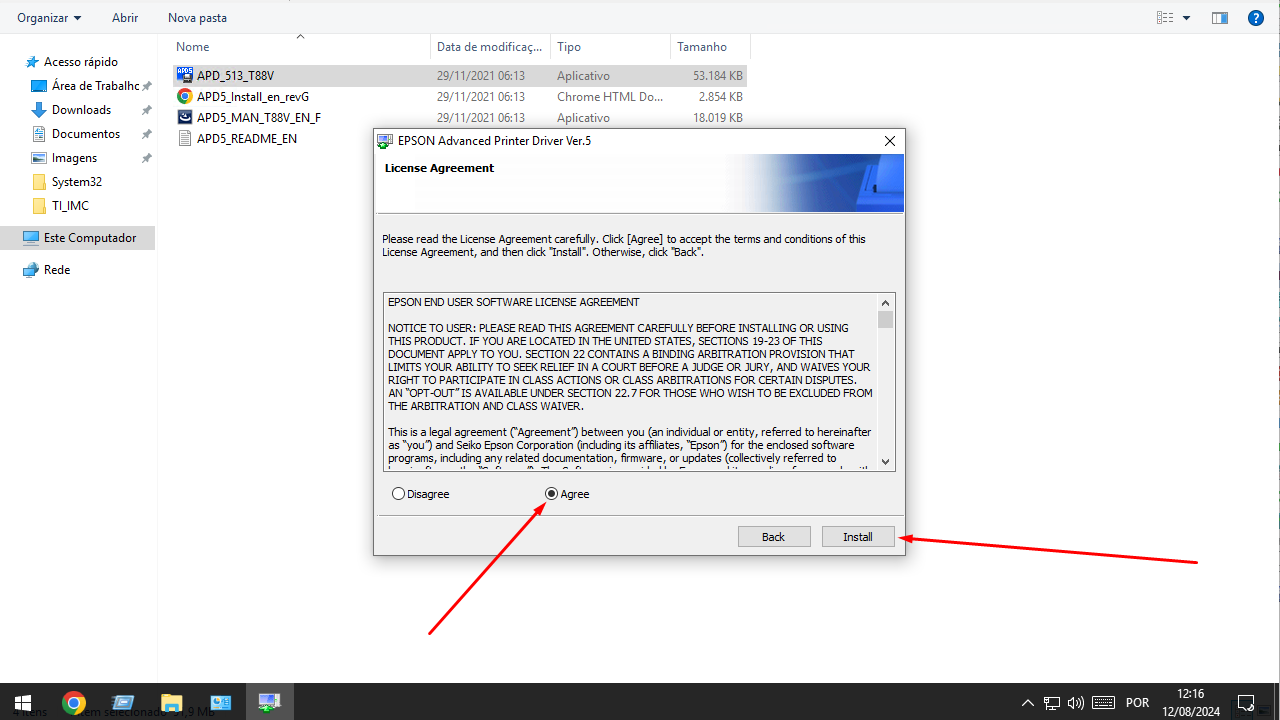 Organizar Abrir Nova pasta
Nome Data de modificaç... Tipo Tamanho
Acesso rápido
Área de Trabalho
Downloads
Documentos
Imagens
System32
TI_IMC
Este Computador
Rede
APD_513_T88V 29/11/2021 06:13 Aplicativo 53.184 KB
APD5_Install_en_revG 29/11/2021 06:13 Chrome HTML Do... 2.854 KB
APD5_MAN_T88V_EN_F 29/11/2021 06:13 Aplicativo 18.019 KB
APD5_README_EN
EPSON Advanced Printer Driver Ver.5
License Agreement
Please read the License Agreement carefully. Click [Agree] to accept the terms and conditions of this
License Agreement, and then click "Install". Otherwise, click "Back".
EPSON END USER SOFTWARE LICENSE AGREEMENT
NOTICE TO USER: PLEASE READ THIS AGREEMENT CAREFULLY BEFORE INSTALLING OR USING
THIS PRODUCT. IF YOU ARE LOCATED IN THE UNITED STATES, SECTIONS 19-23 OF THIS
DOCUMENT APPLY TO YOU. SECTION 22 CONTAINS A BINDING ARBITRATION PROVISION THAT
LIMITS YOUR ABILITY TO SEEK RELIEF IN A COURT BEFORE A JUDGE OR JURY, AND WAIVES YOUR
RIGHT TO PARTICIPATE IN CLASS ACTIONS OR CLASS ARBITRATIONS FOR CERTAIN DISPUTES.
AN “OPT-OUT” IS AVAILABLE UNDER SECTION 22.7 FOR THOSE WHO WISH TO BE EXCLUDED FROM
THE ARBITRATION AND CLASS WAIVER.
This is a legal agreement (“Agreement”) between you (an individual or entity, referred to hereinafter
as “you”) and Seiko Epson Corporation (including its affiliates, “Epson”) for the enclosed software
programs, including any related documentation, firmware, or updates (collectively referred to
Disagree Agree
Back Install
POR
12:16
12/08/2024